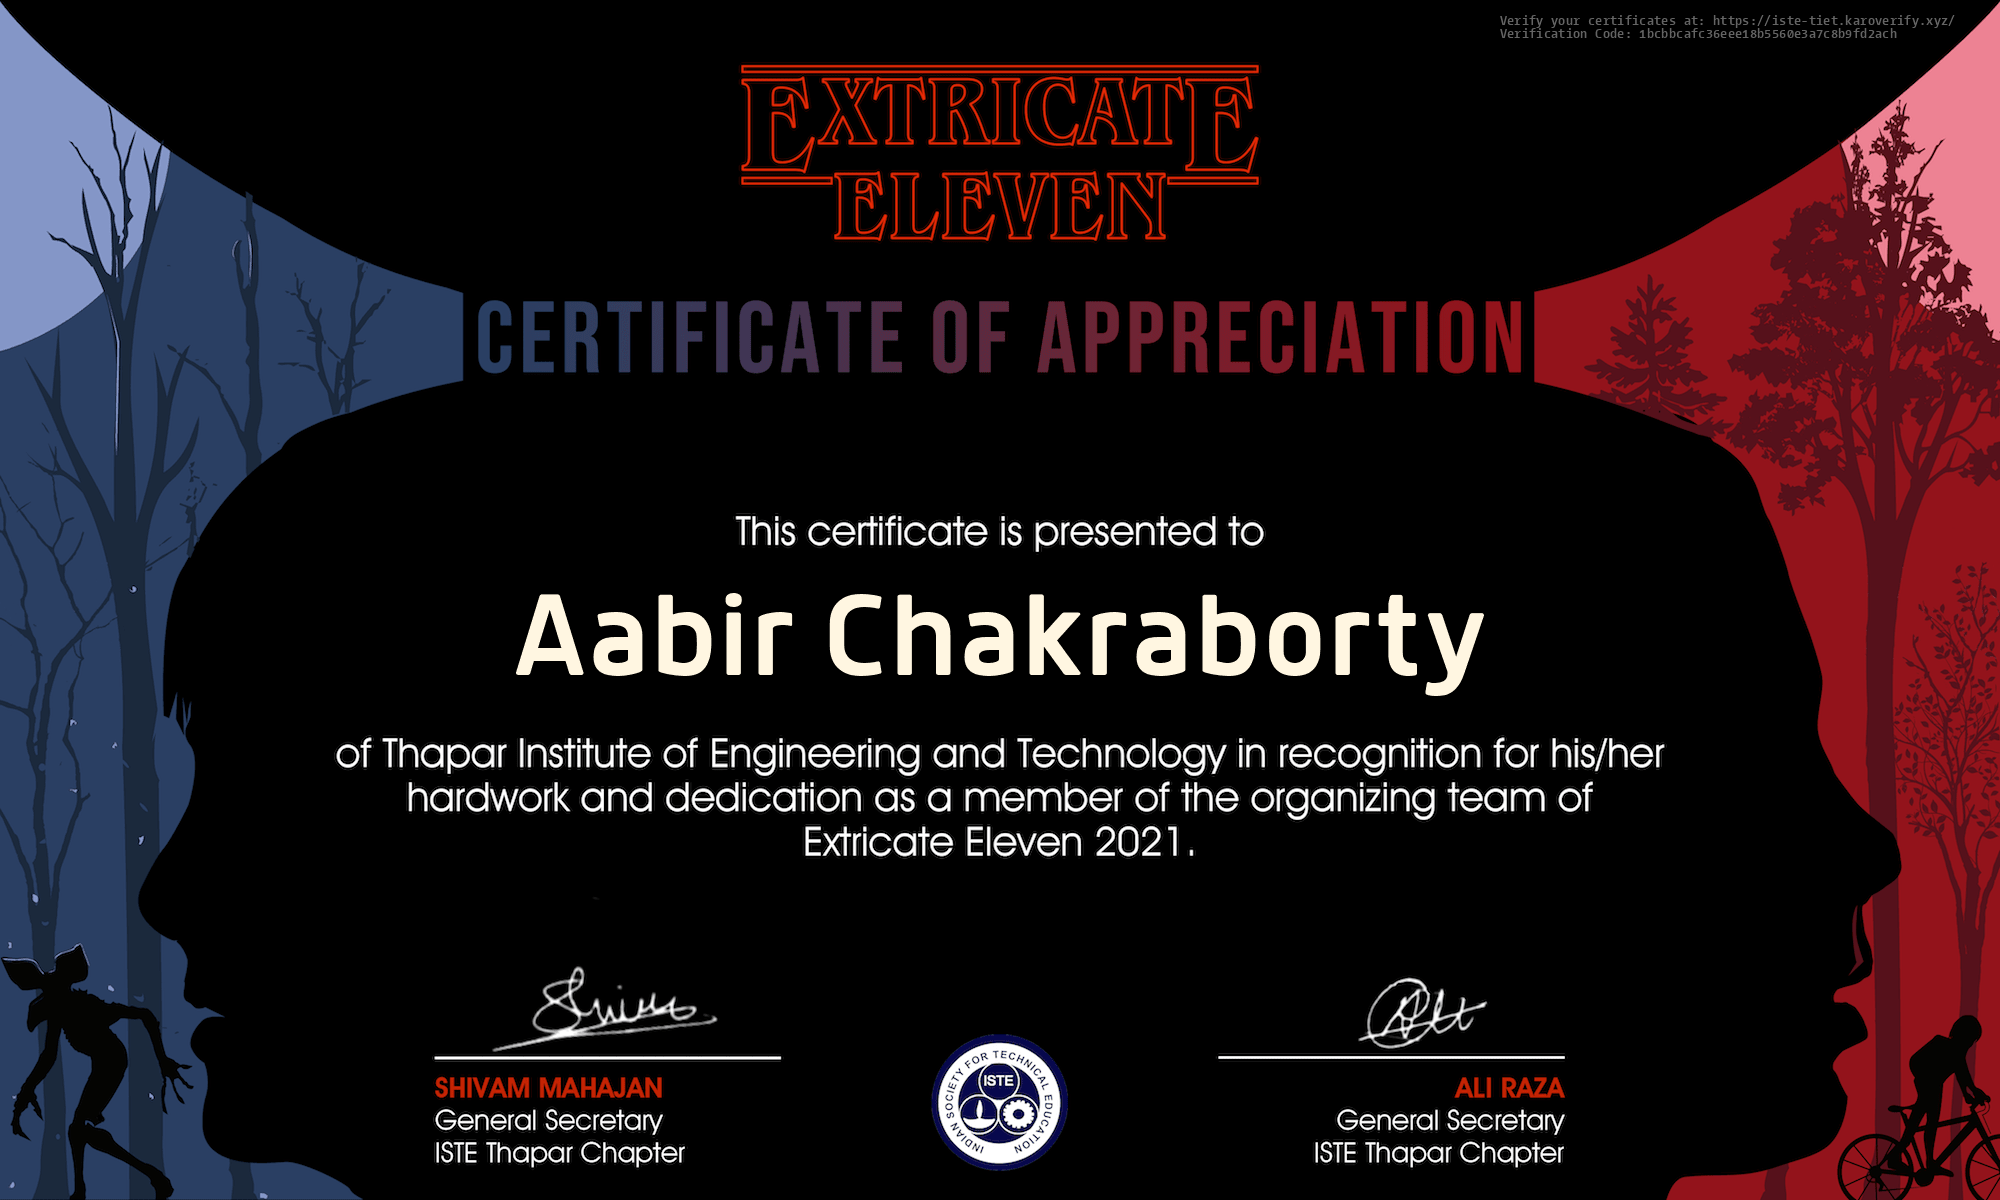 Verify your certificates at: https://iste-tiet.karoverify.xyz/
Verification Code: 1bcbbcafc36eee18b5560e3a7c8b9fd2ach
EXTRICATE
ELEVEN
CERTIFICATE OF APPRECIATION
This certificate is presented to
Aabir Chakraborty
of Thapar Institute of Engineering and Technology in recognition for his/her
hardwork and dedication as a member of the organizing team of
Extricate Eleven 2021.
SHIVAM MAHAJAN
General Secretary
ISTE Thapar Chapter
INDIAN SOCIETY FOR TECHNICAL EDUCATION
ISTE
ALI RAZA
General Secretary
ISTE Thapar Chapter